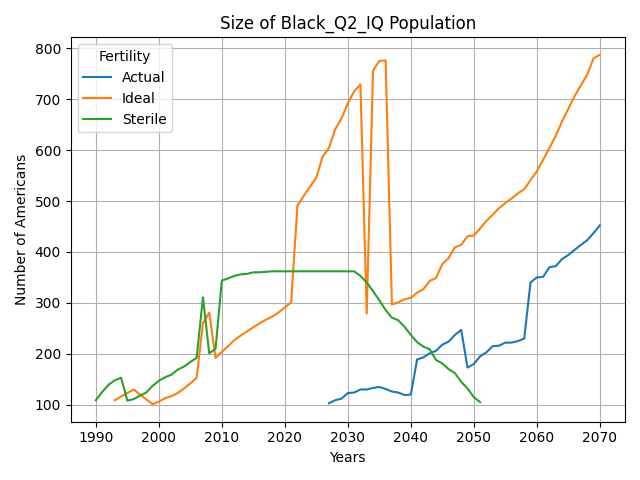 Size of Black_Q2_IQ Population
Fertility
Actual
Ideal
Sterile
Number of Americans
800
700
600
500
400
300
200
100
1990 2000 2010 2020 2030 2040 2050 2060 2070
Years